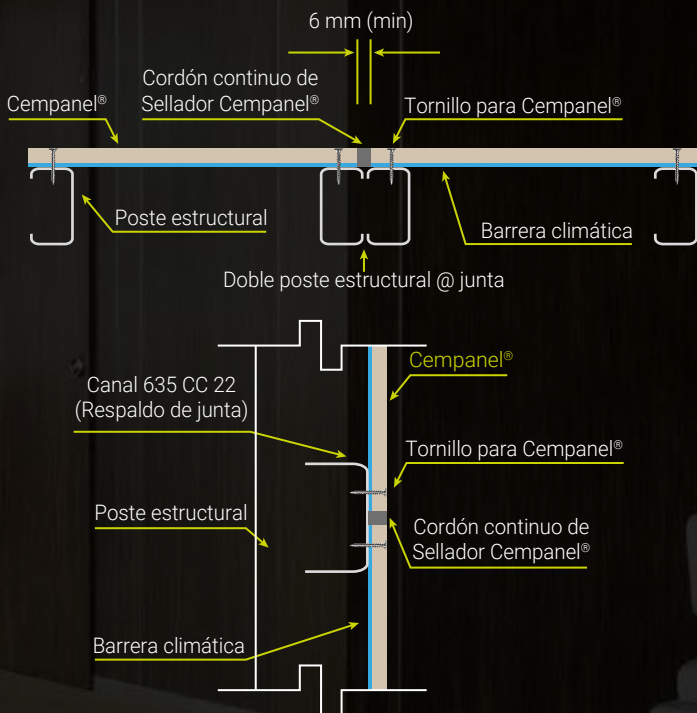 6 mm (min)
Cordón continuo de
Sellador Cempanel®
Cempanel®
Tornillo para Cempanel®
Poste estructural
Barrera climática
Doble poste estructural @ junta
Cempanel®
Canal 635 CC 22
(Respaldo de junta)
Tornillo para Cempanel®
Poste estructural
Cordón continuo de
Sellador Cempanel®
Barrera climática